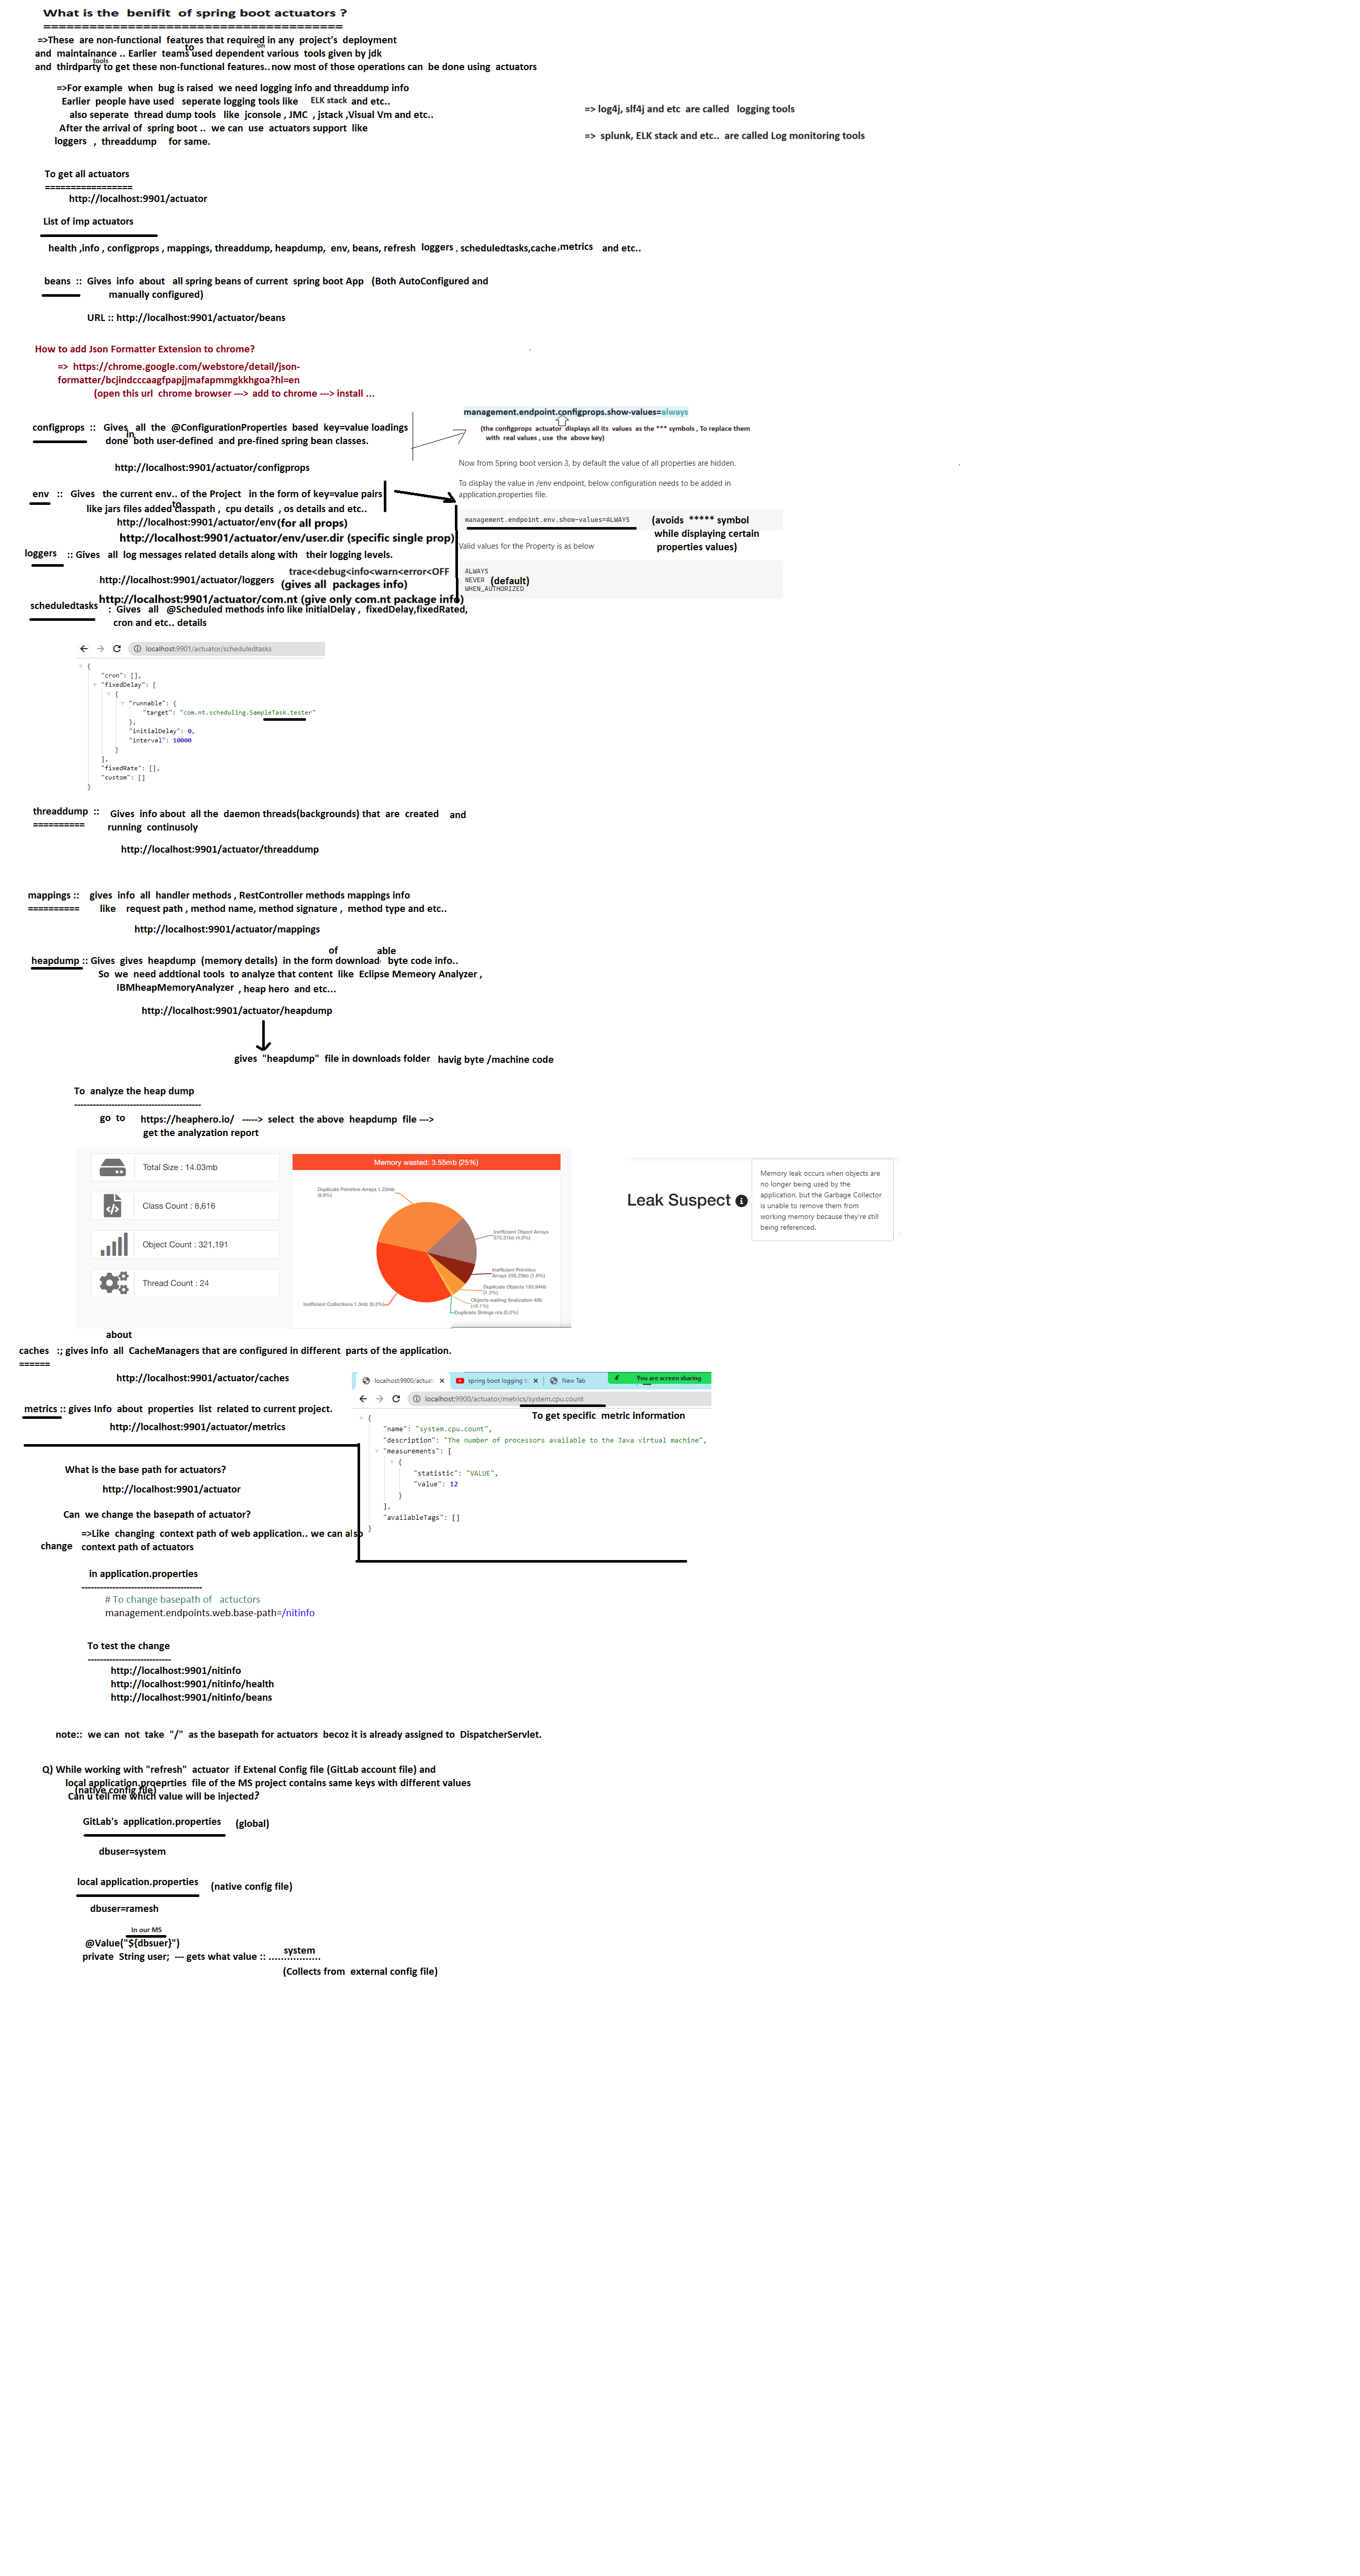 What is the benifit of spring boot actuators ?
=======================================
=>These are non-functional features that required in any project's deployment
and maintainance .. Earlier teams to used dependent on various tools given by jdk
and thirdparty tools to get these non-functional features.. now most of those operations can be done using actuators
=>For example when bug is raised we need logging info and threaddump info
Earlier people have used seperate logging tools like ELK stack and etc..
also seperate thread dump tools like jconsole , JMC , jstack ,Visual Vm and etc..
After the arrival of spring boot .. we can use actuators support like
loggers , threaddump for same.
=> log4j, slf4j and etc are called logging tools
=> splunk, ELK stack and etc.. are called Log monitoring tools
To get all actuators
=================
http://localhost:9901/actuator
List of imp actuators
health ,info , configprops , mappings, threaddump, heapdump, env, beans, refresh loggers , scheduledtasks,cache,metrics and etc..
beans :: Gives info about all spring beans of current spring boot App (Both AutoConfigured and
manually configured)
URL :: http://localhost:9901/actuator/beans
How to add Json Formatter Extension to chrome?
=> https://chrome.google.com/webstore/detail/json-
formatter/bcjindcccaagfpapjjmafapmmgkkhgoa?hl=en
(open this url chrome browser ---> add to chrome ---> install ...
configprops :: Gives all the @ConfigurationProperties based key=value loadings
done in both user-defined and pre-fined spring bean classes.
http://localhost:9901/actuator/configprops
management.endpoint.configprops.show-values=always
(the configprops actuator displays all its values as the *** symbols , To replace them
with real values , use the above key)
Now from Spring boot version 3, by default the value of all properties are hidden.
To display the value in /env endpoint, below configuration needs to be added in
application.properties file.
management.endpoint.env.show-values=ALWAYS
(avoids ***** symbol
while displaying certain
properties values)
Valid values for the Property is as below
ALWAYS
NEVER (default)
WHEN_AUTHORIZED
env :: Gives the current env.. of the Project in the form of key=value pairs
like jars files added to classpath , cpu details , os details and etc..
http://localhost:9901/actuator/env (for all props)
http://localhost:9901/actuator/env/user.dir (specific single prop)
loggers :: Gives all log messages related details along with their logging levels.
trace<debug<info<warn<error<OFF
http://localhost:9901/actuator/loggers (gives all packages info)
http://localhost:9901/actuator/com.nt (give only com.nt package info)
scheduledtasks : Gives all @Scheduled methods info like initialDelay , fixedDelay,fixedRated,
cron and etc.. details
localhost:9901/actuator/scheduledtasks
{
"cron": [],
"fixedDelay": [
{
"runnable": {
"target": "com.nt.scheduling.SampleTask.tester"
},
"initialDelay": 0,
"interval": 10000
}
],
"fixedRate": [],
"custom": []
}
threaddump :: Gives info about all the daemon threads(backgrounds) that are created and
==========
running continusoly
http://localhost:9901/actuator/threaddump
mappings :: gives info all handler methods , RestController methods mappings info
==========
like request path , method name, method signature , method type and etc..
http://localhost:9901/actuator/mappings
heapdump :: Gives gives heapdump (memory details) in the form of downloadable byte code info..
So we need addtional tools to analyze that content like Eclipse Memeory Analyzer ,
IBMheapMemoryAnalyzer , heap hero and etc...
http://localhost:9901/actuator/heapdump
gives "heapdump" file in downloads folder havig byte /machine code
To analyze the heap dump
-----------------------------------------
go to https://heaphero.io/ -----> select the above heapdump file --->
get the analyzation report
Total Size : 14.03mb
Class Count : 8,616
Object Count : 321,191
Thread Count : 24
Memory wasted: 3.55mb (25%)
Duplicate Primitive Arrays 1.23mb
(8.8%)
Inefficient Object Arrays
575.31kb (4.0%)
Inefficient Primitive
Arrays 258.23kb (1.8%)
Duplicate Objects 183.94kb
(1.3%)
Objects waiting finalization 48b
(<0.1%)
Duplicate Strings n/a (0.0%)
Inefficient Collections 1.3mb (9.3%)
Leak Suspect
Memory leak occurs when objects are
no longer being used by the
application. but the Garbage Collector
is unable to remove them from
working memory because they're still
being referenced.
caches :; gives info about all CacheManagers that are configured in different parts of the application.
======
http://localhost:9901/actuator/caches
metrics :: gives Info about properties list related to current project.
http://localhost:9901/actuator/metrics
localhost:9900/actuat
spring boot logging
New Tab
You are screen sharing
localhost:9900/actuator/metrics/system.cpu.count
To get specific metric information
{
"name": "system.cpu.count",
"description": "The number of processors available to the Java virtual machine",
"measurements": [
{
"statistic": "VALUE",
"value": 12
}
],
"availableTags": []
}
What is the base path for actuators?
http://localhost:9901/actuator
Can we change the basepath of actuator?
=>Like changing context path of web application.. we can also
change context path of actuators
in application.properties
---------------------------------------
# To change basepath of actuctors
management.endpoints.web.base-path=/nitinfo
To test the change
---------------------------
http://localhost:9901/nitinfo
http://localhost:9901/nitinfo/health
http://localhost:9901/nitinfo/beans
note:: we can not take "/" as the basepath for actuators becoz it is already assigned to DispatcherServlet.
Q) While working with "refresh" actuator if Extenal Config file (GitLab account file) and
local application.proeprties file of the MS project contains same keys with different values
(native config file)
Can u tell me which value will be injected?
GitLab's application.properties (global)
dbuser=system
local application.properties (native config file)
dbuser=ramesh
In our MS
@Value("${dbsuer}")
private String user; --- gets what value :: system .................
(Collects from external config file)